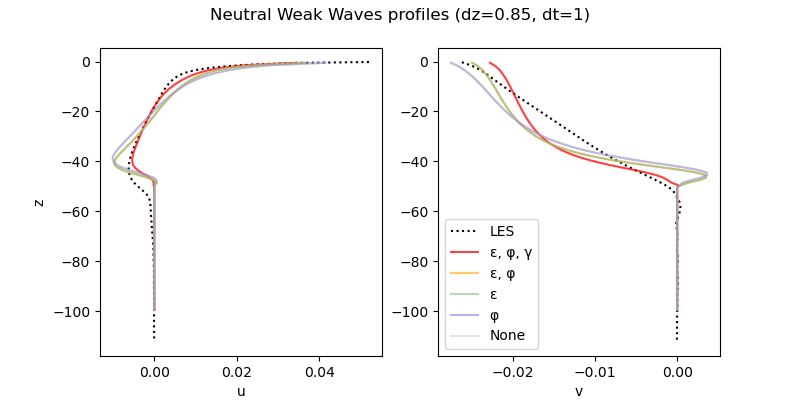 Neutral Weak Waves profiles (dz=0.85, dt=1)
0
−20
−40
−60
−80
−100
z
0.00 0.02 0.04
u
0
−20
−40
−60
−80
−100
LES
ε, φ, γ
ε, φ
ε
φ
None
−0.02 −0.01 0.00
v